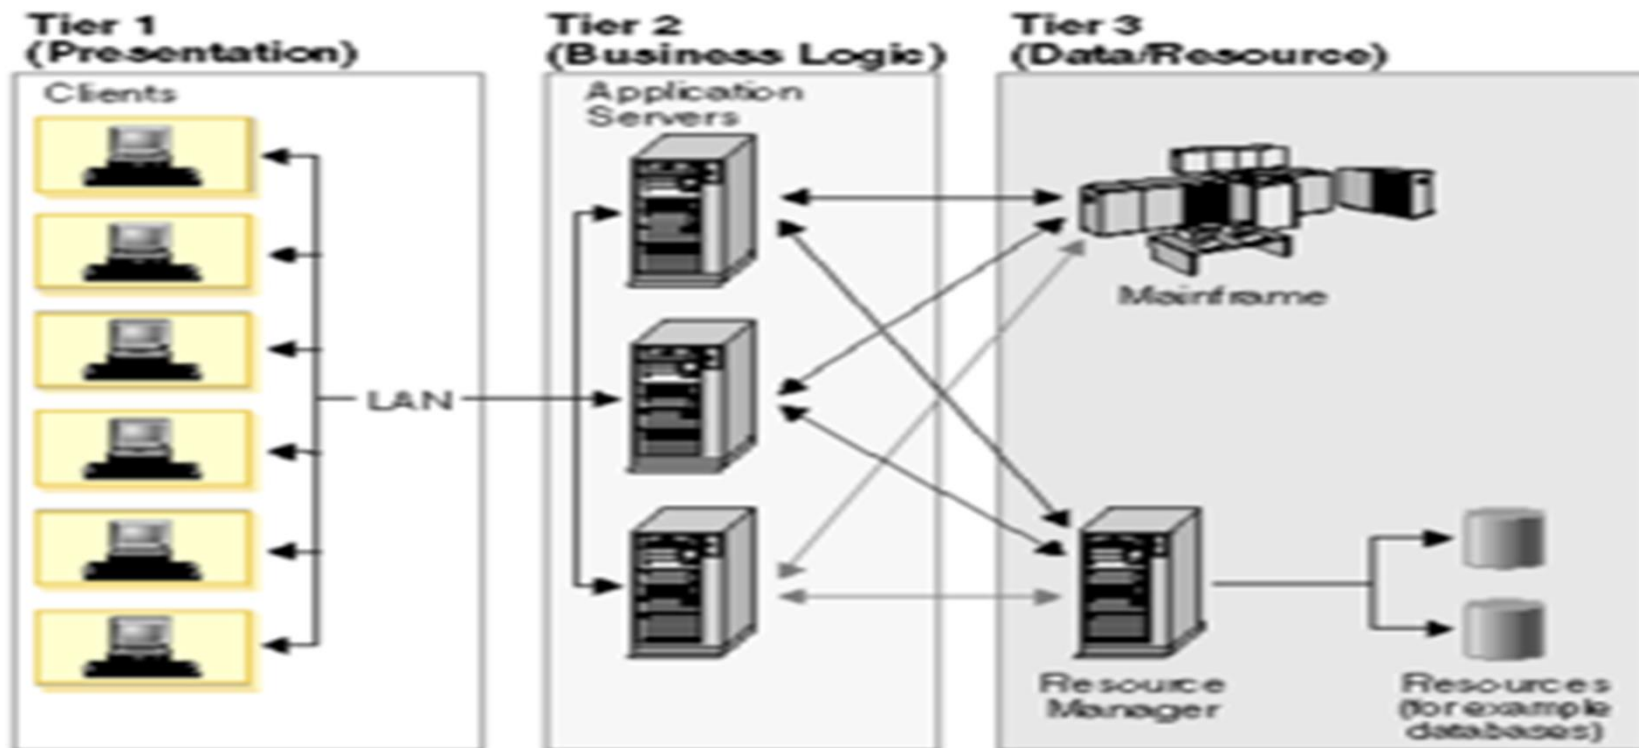 Tier 1
(Presentation)
Tier 2
(Business Logic)
Tier 3
(Data/Resource)
Clients
Application
Servers
LAN
Mainframe
Resource
Manager
Resources
(for example
databases)